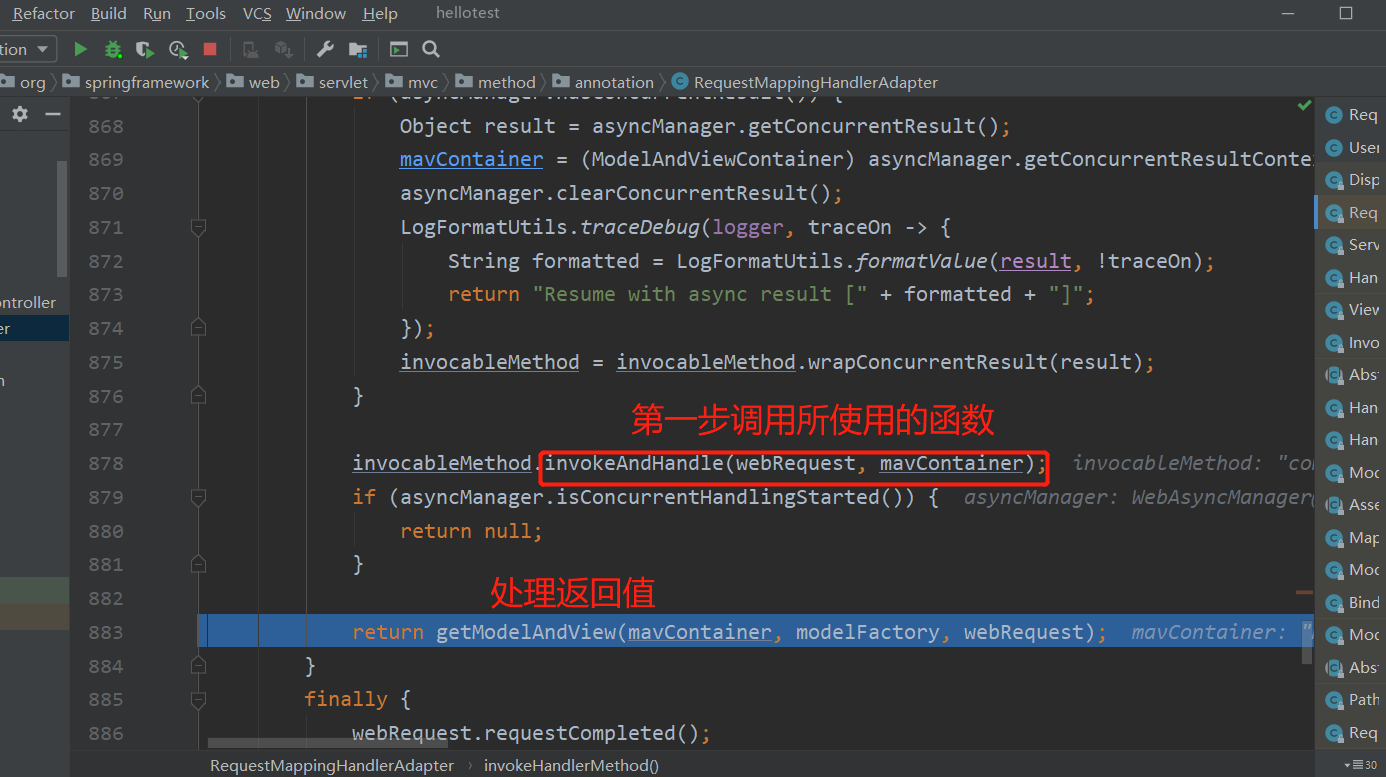 Refactor Build Run Tools VCS Window Help hellotest
tion
org springframework web servlet mvc method annotation RequestMappingHandlerAdapter
868 Object result = asyncManager.getConcurrentResult();
869 mavContainer = (ModelAndViewContainer) asyncManager.getConcurrentResultConte
870 asyncManager.clearConcurrentResult();
871 LogFormatUtils.traceDebug(logger, traceOn -> {
872 String formatted = LogFormatUtils.formatValue(result, !traceOn);
873 return "Resume with async result [" + formatted + "]";
874 });
875 invocableMethod = invocableMethod.wrapConcurrentResult(result);
876 }
877
第一步调用所使用的函数
878 invocableMethod.invokeAndHandle(webRequest, mavContainer); invocableMethod: "co
879 if (asyncManager.isConcurrentHandlingStarted()) { asyncManager: WebAsyncManager
880 return null;
881 }
882
处理返回值
883 return getModelAndView(mavContainer, modelFactory, webRequest); mavContainer: "
884 }
885 finally {
886 webRequest.requestCompleted();
ontroller
er
n
Req
User
Disp
Req
Serv
Han
View
Invo
Abs
Han
Han
Mod
Asse
Map
Mod
Bind
Mod
Abs
Path
Req
RequestMappingHandlerAdapter › invokeHandlerMethod()
30